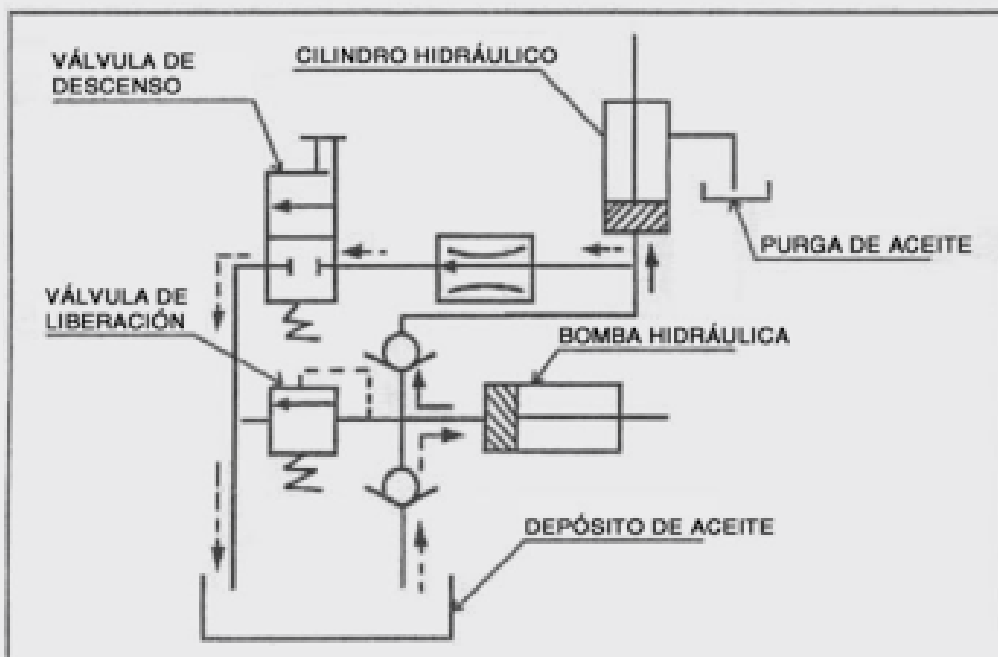 VÁLVULA DE
DESCENSO
CILINDRO HIDRÁULICO
PURGA DE ACEITE
VÁLVULA DE
LIBERACIÓN
BOMBA HIDRÁULICA
DEPÓSITO DE ACEITE